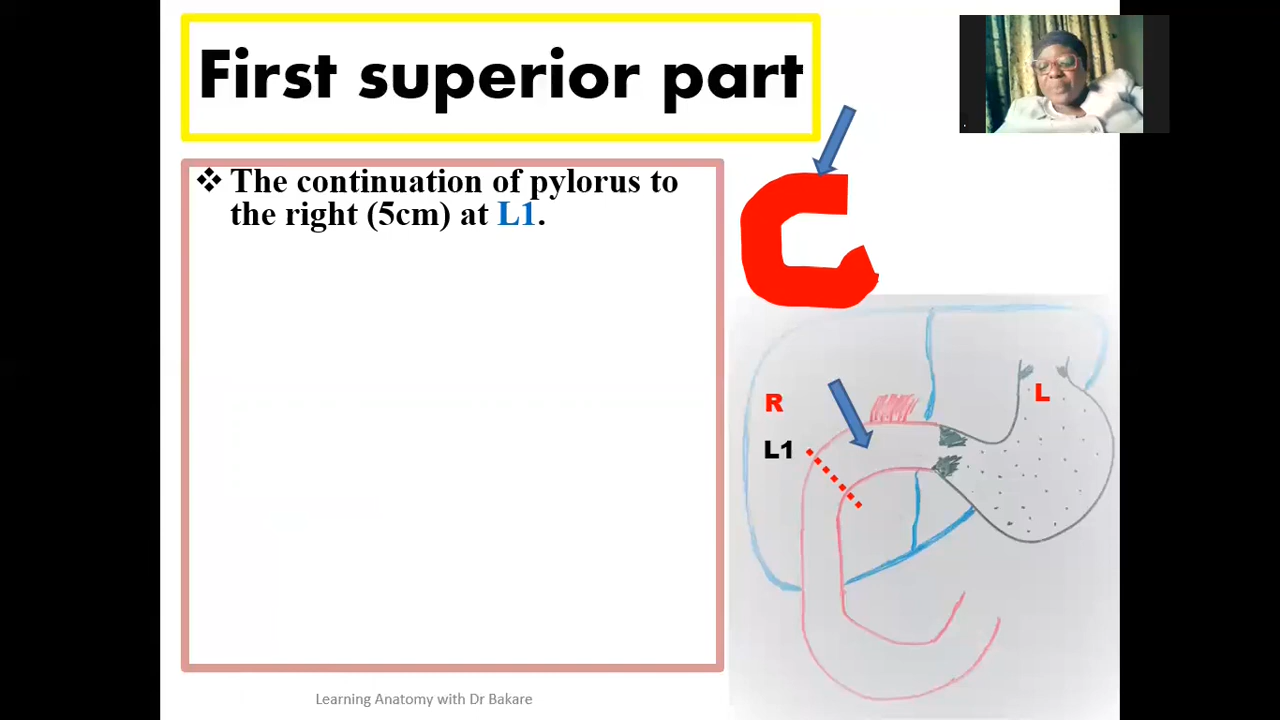 First superior part
❖ The continuation of pylorus to
the right (5cm) at L1.
R
L
L1
Learning Anatomy with Dr Bakare